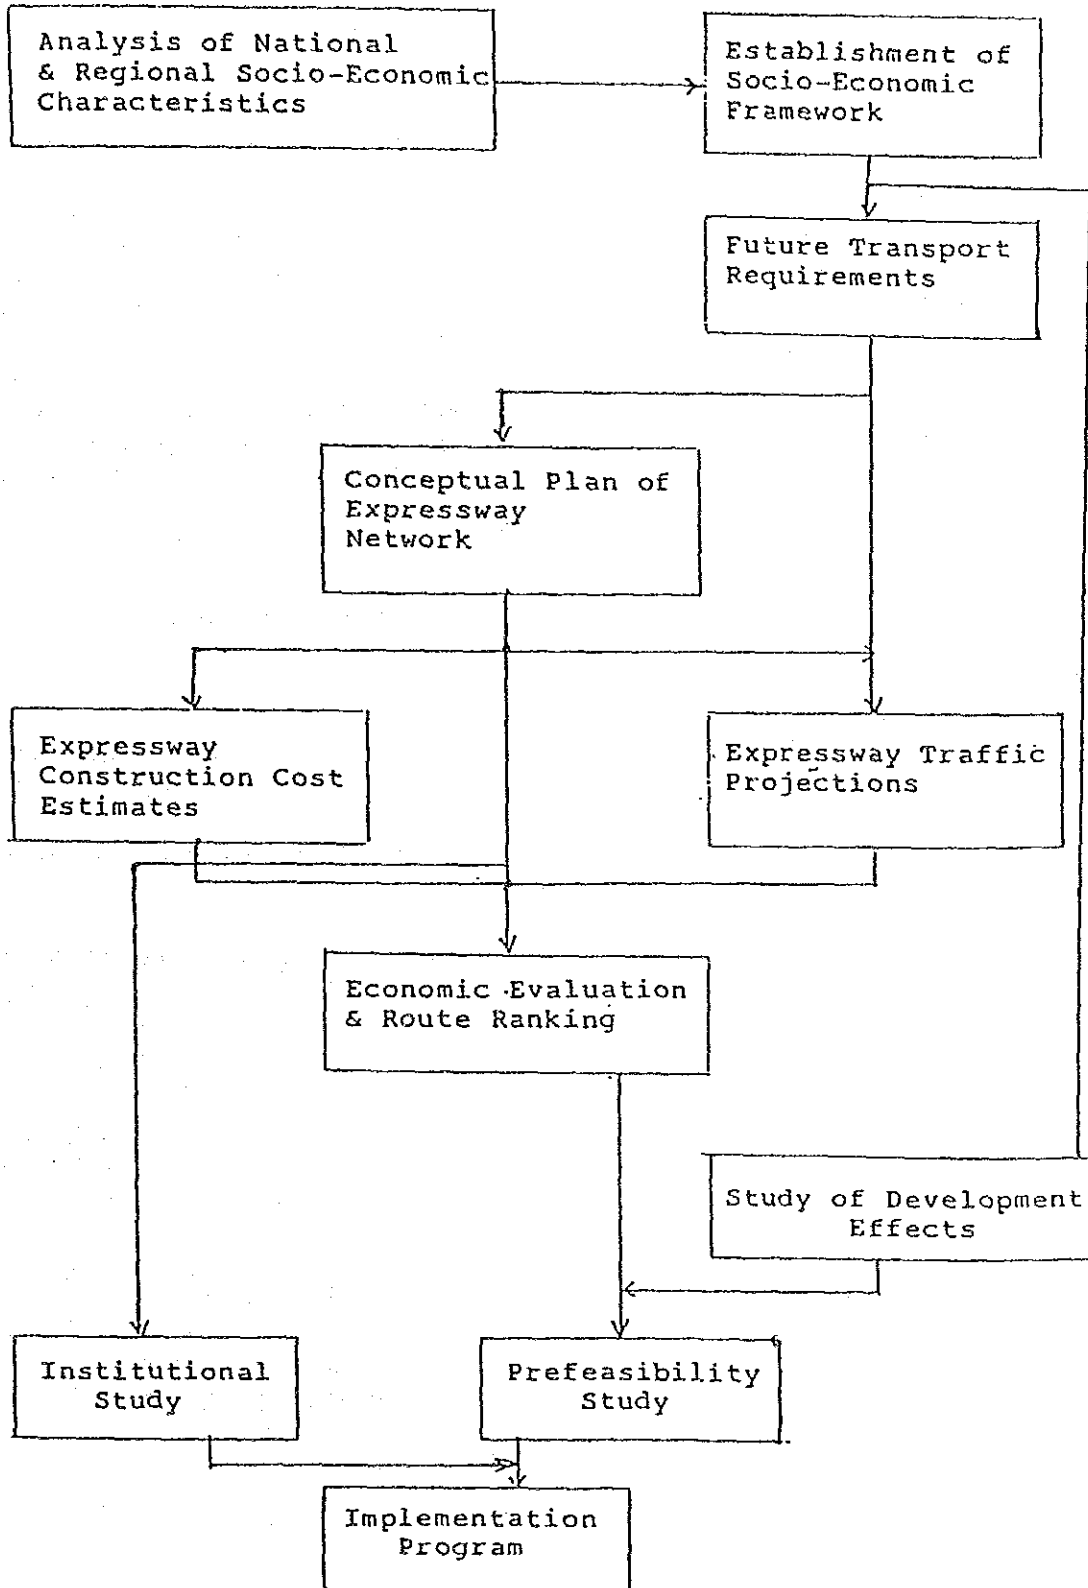 Analysis of National
& Regional Socio-Economic
Characteristics
Establishment of
Socio-Economic
Framework
Future Transport
Requirements
Conceptual Plan of
Expressway
Network
Expressway
Construction Cost
Estimates
Expressway Traffic
Projections
Economic Evaluation
& Route Ranking
Study of Development
Effects
Institutional
Study
Prefeasibility
Study
Implementation
Program